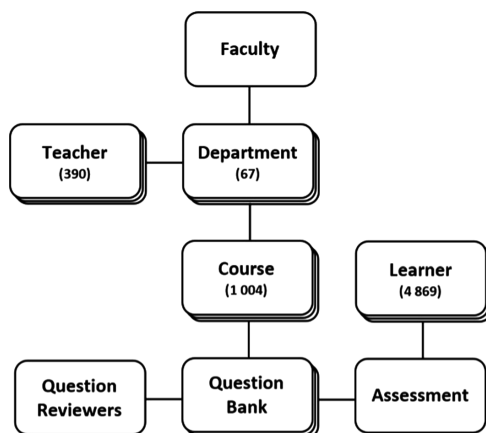 Faculty
Teacher
(390)
Department
(67)
Course
(1 004)
Learner
(4 869)
Question
Reviewers
Question
Bank
Assessment